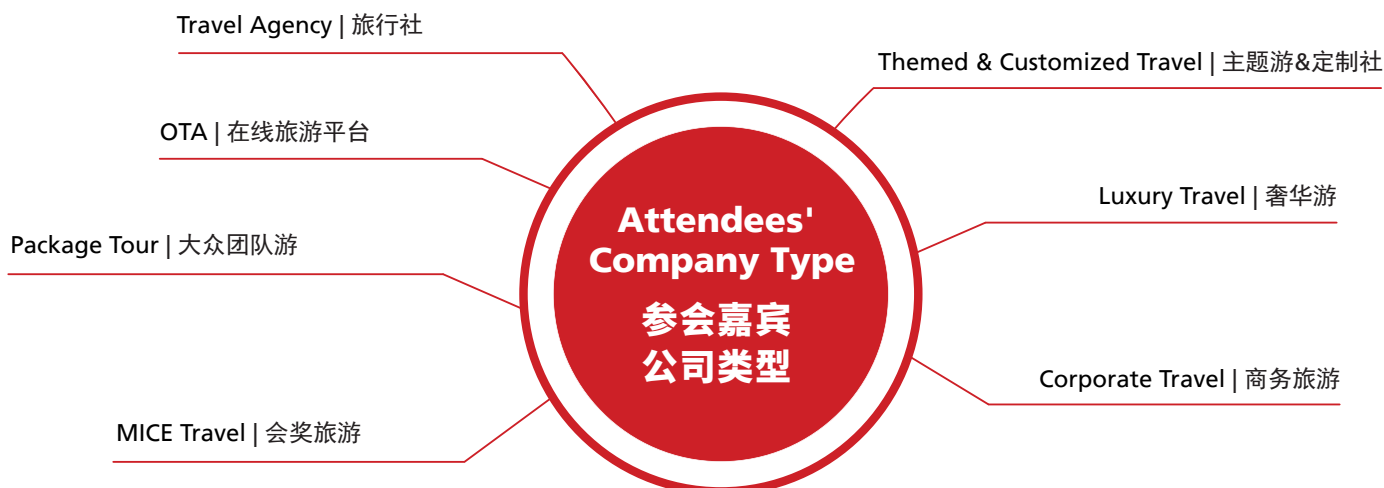 Travel Agency | 旅行社
OTA | 在线旅游平台
Package Tour | 大众团队游
MICE Travel | 会奖旅游
Attendees'
Company Type
参会嘉宾
公司类型
Themed & Customized Travel | 主题游&定制社
Luxury Travel | 奢华游
Corporate Travel | 商务旅游